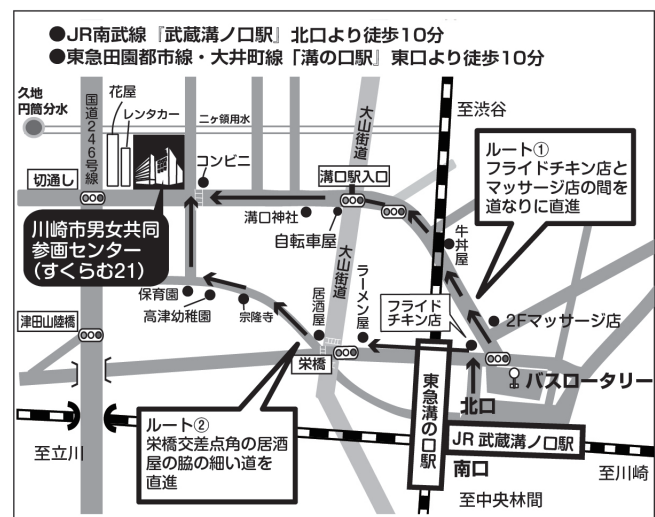 ●JR南武線『武蔵溝ノ口駅』北口より徒歩10分
●東急田園都市線・大井町線「溝の口駅』東口より徒歩10分
久地
円筒分水
国道246号線
花屋
レンタカー
二ヶ領用水
大山街道
至渋谷
コンビニ
切通し
溝口駅入口
ルート①
フライドチキン店と
マッサージ店の間を
道なりに直進
川崎市男女共同
参画センター
(すくらむ21)
溝口神社
自転車屋
牛丼屋
大山街道
ラーメン屋
居酒屋
保育園
高津幼稚園
宗隆寺
フライド
チキン店
2Fマッサージ店
津田山陸橋
栄橋
バスロータリー
北口
東急溝の口駅
ルート②
栄橋交差点角の居酒
屋の脇の細い道を
直進
JR 武蔵溝ノ口駅
南口
至立川
至川崎
至中央林間